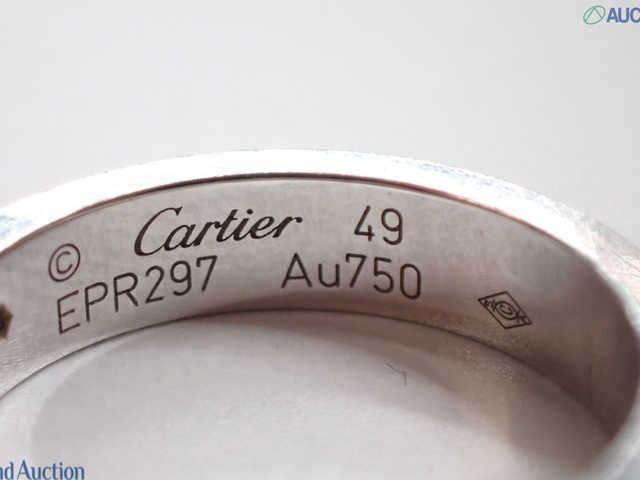 AUC
© Cartier 49
EPR297 Au750
nd Auction